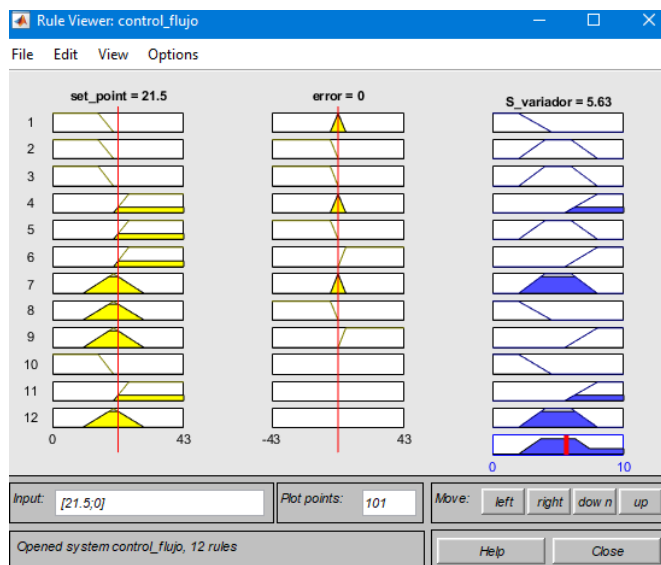 Rule Viewer: control_flujo
File Edit View Options
set_point = 21.5 error = 0 S_variador = 5.63
1
2
3
4
5
6
7
8
9
10
11
12
0 43 -43 43
0 10
Input: [21.5;0] Plot points: 101 Move: left right dow n up
Opened system control_flujo, 12 rules Help Close